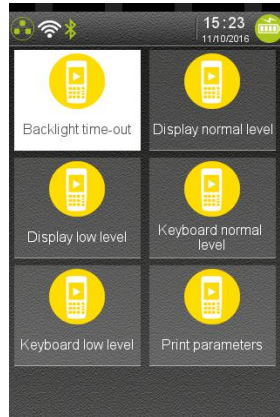 15:23
11/10/2016
Backlight time-out
Display normal level
Display low level
Keyboard normal
level
Keyboard low level
Print parameters